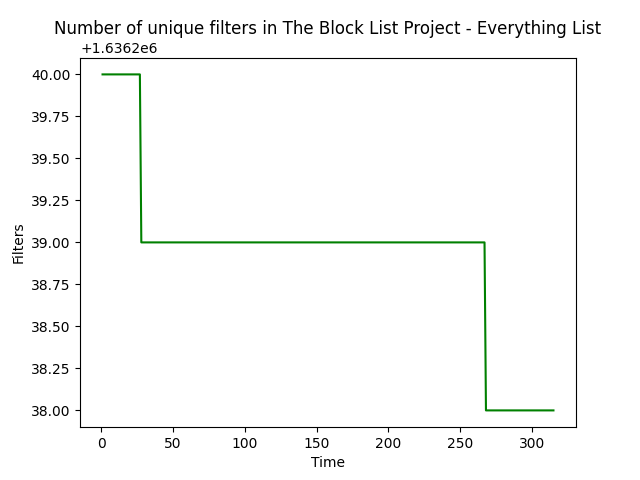 Number of unique filters in The Block List Project - Everything List
+1.6362e6
40.00
39.75
39.50
39.25
39.00
38.75
38.50
38.25
38.00
Filters
0 50 100 150 200 250 300
Time